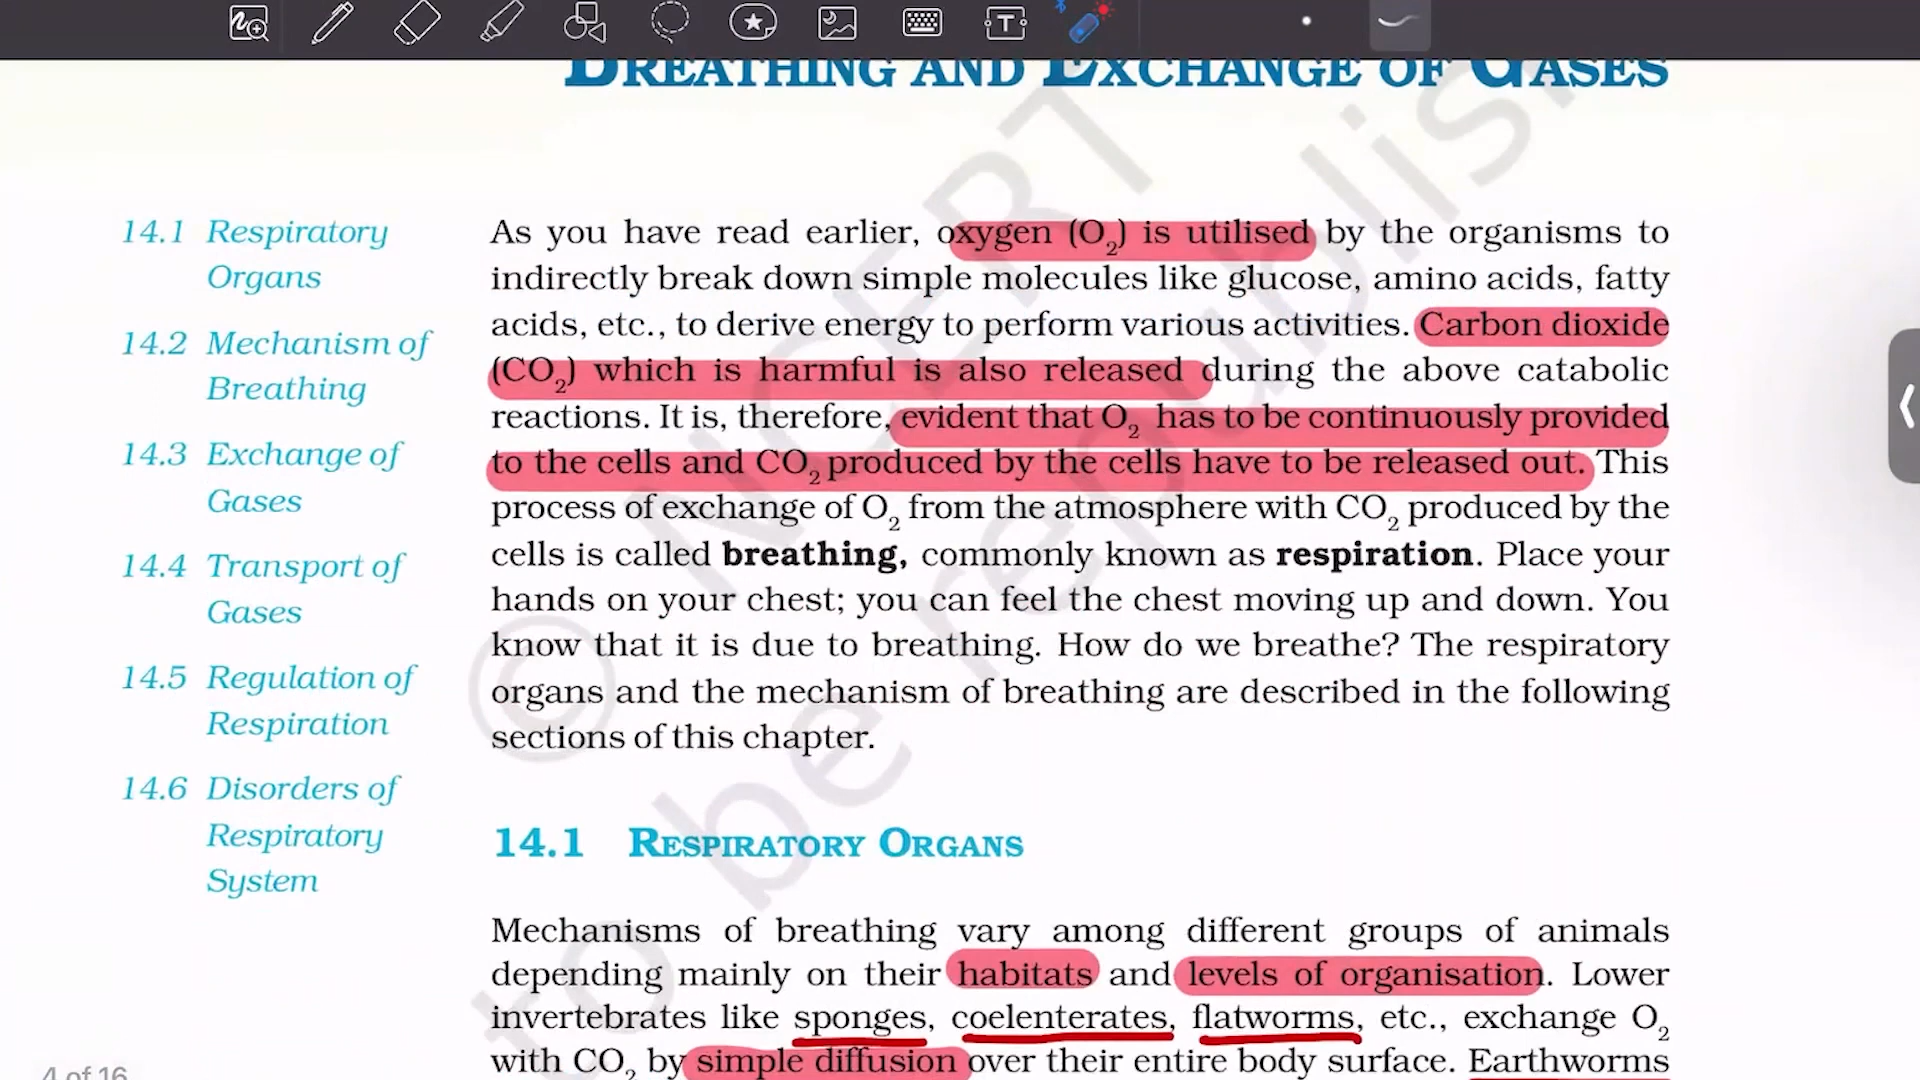 BREATHING AND EXCHANGE OF GASES
14.1 Respiratory
Organs
14.2 Mechanism of
Breathing
14.3 Exchange of
Gases
14.4 Transport of
Gases
14.5 Regulation of
Respiration
14.6 Disorders of
Respiratory
System
As you have read earlier, oxygen (O₂) is utilised by the organisms to
indirectly break down simple molecules like glucose, amino acids, fatty
acids, etc., to derive energy to perform various activities. Carbon dioxide
(CO₂) which is harmful is also released during the above catabolic
reactions. It is, therefore, evident that O₂ has to be continuously provided
to the cells and CO₂ produced by the cells have to be released out. This
process of exchange of O₂ from the atmosphere with CO₂ produced by the
cells is called breathing, commonly known as respiration. Place your
hands on your chest; you can feel the chest moving up and down. You
know that it is due to breathing. How do we breathe? The respiratory
organs and the mechanism of breathing are described in the following
sections of this chapter.
14.1 RESPIRATORY ORGANS
Mechanisms of breathing vary among different groups of animals
depending mainly on their habitats and levels of organisation. Lower
invertebrates like sponges, coelenterates, flatworms, etc., exchange O₂
with CO₂ by simple diffusion over their entire body surface. Earthworms
4 of 16
© NCERT
to be republis